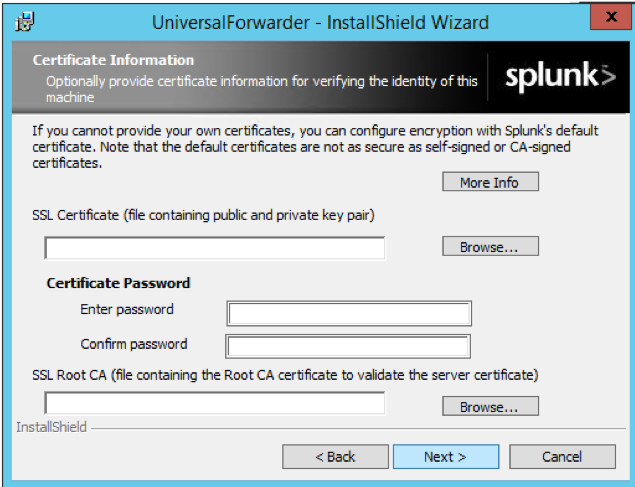 UniversalForwarder - InstallShield Wizard
x
Certificate Information
Optionally provide certificate information for verifying the identity of this
machine
splunk>
If you cannot provide your own certificates, you can configure encryption with Splunk's default
certificate. Note that the default certificates are not as secure as self-signed or CA-signed
certificates.
More Info
SSL Certificate (file containing public and private key pair)
Browse...
Certificate Password
Enter password
Confirm password
SSL Root CA (file containing the Root CA certificate to validate the server certificate)
Browse...
InstallShield
< Back
Next >
Cancel